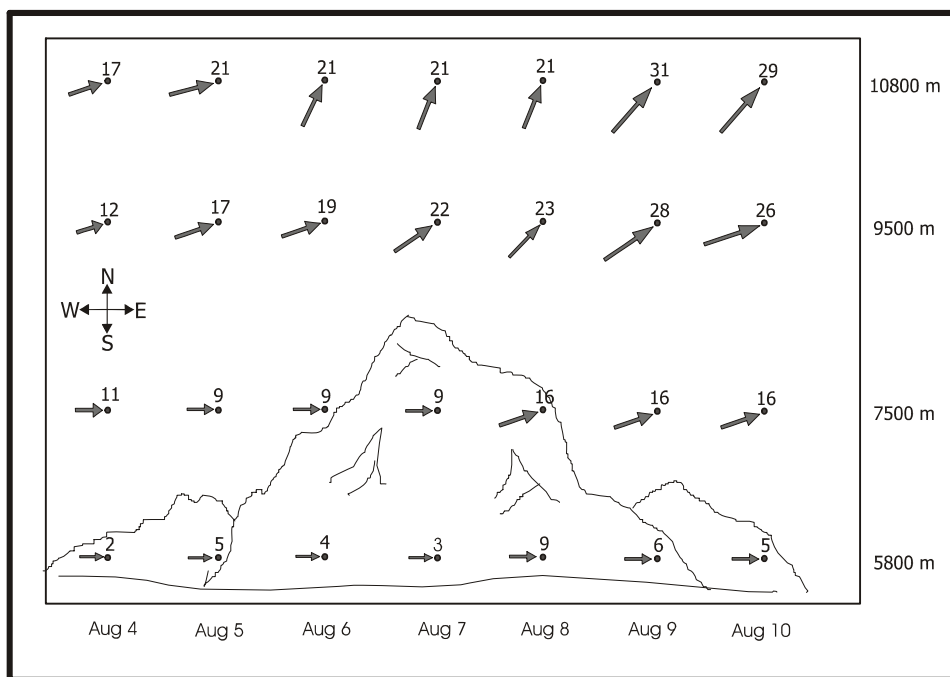 17 21 21 21 21 31 29 10800 m
12 17 19 22 23 28 26 9500 m
N
W E
S
11 9 9 9 16 16 16 7500 m
2 5 4 3 9 6 5 5800 m
Aug 4 Aug 5 Aug 6 Aug 7 Aug 8 Aug 9 Aug 10